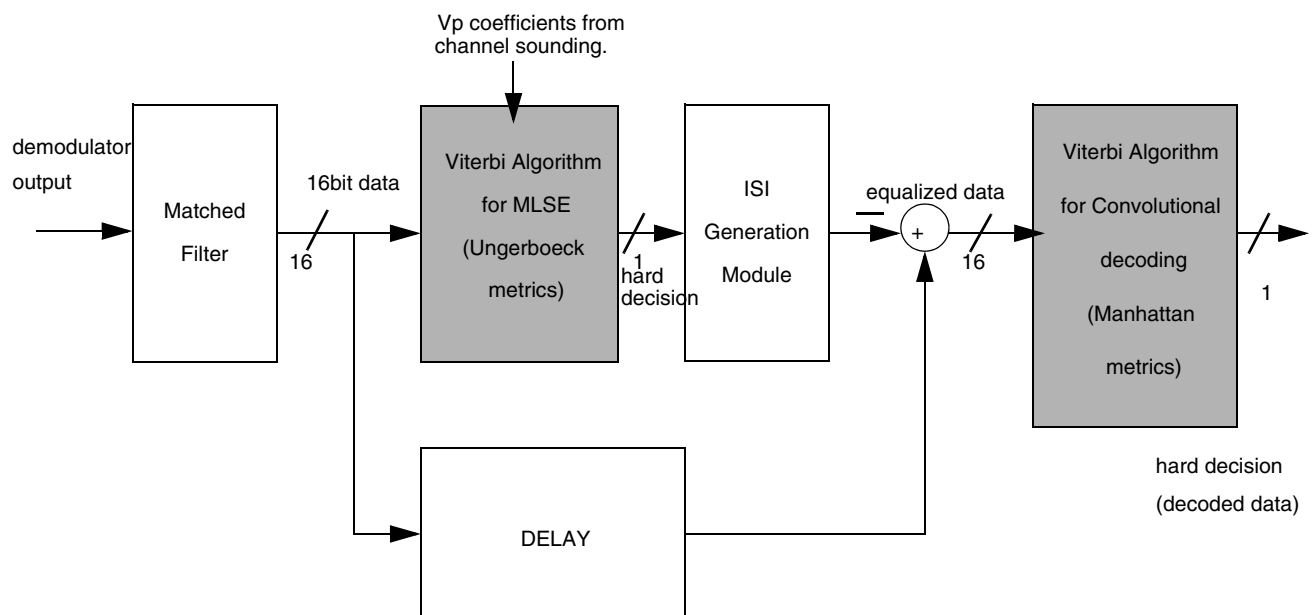 Vp coefficients from
channel sounding.
demodulator
output
Matched
Filter
16bit data
16
Viterbi Algorithm
for MLSE
(Ungerboeck
metrics)
1
hard
decision
ISI
Generation
Module
equalized data
+
16
Viterbi Algorithm
for Convolutional
decoding
(Manhattan
metrics)
1
hard decision
(decoded data)
DELAY